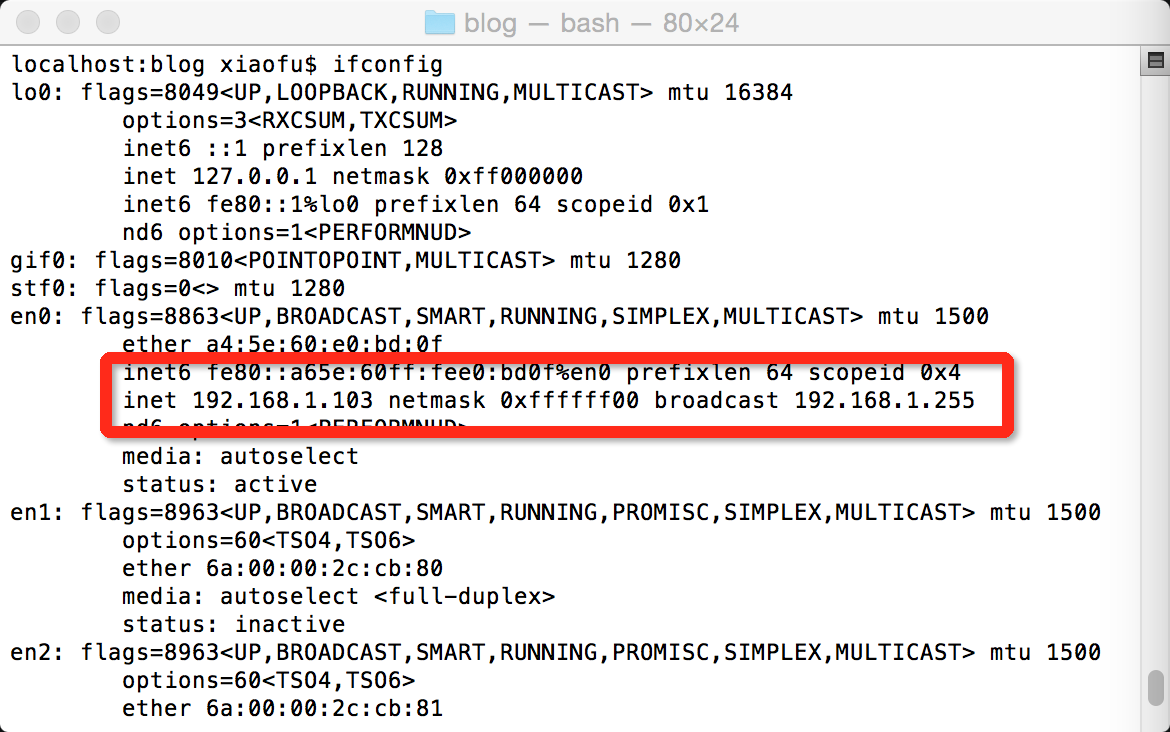 blog — bash — 80×24
localhost:blog xiaofu$ ifconfig
lo0: flags=8049<UP,LOOPBACK,RUNNING,MULTICAST> mtu 16384
options=3<RXCSUM,TXCSUM>
inet6 ::1 prefixlen 128
inet 127.0.0.1 netmask 0xff000000
inet6 fe80::1%lo0 prefixlen 64 scopeid 0x1
nd6 options=1<PERFORMNUD>
gif0: flags=8010<POINTOPOINT,MULTICAST> mtu 1280
stf0: flags=0<> mtu 1280
en0: flags=8863<UP,BROADCAST,SMART,RUNNING,SIMPLEX,MULTICAST> mtu 1500
ether a4:5e:60:e0:bd:0f
inet6 fe80::a65e:60ff:fee0:bd0f%en0 prefixlen 64 scopeid 0x4
inet 192.168.1.103 netmask 0xffffff00 broadcast 192.168.1.255
nd6 options=1<PERFORMNUD>
media: autoselect
status: active
en1: flags=8963<UP,BROADCAST,SMART,RUNNING,PROMISC,SIMPLEX,MULTICAST> mtu 1500
options=60<TSO4,TSO6>
ether 6a:00:00:2c:cb:80
media: autoselect <full-duplex>
status: inactive
en2: flags=8963<UP,BROADCAST,SMART,RUNNING,PROMISC,SIMPLEX,MULTICAST> mtu 1500
options=60<TSO4,TSO6>
ether 6a:00:00:2c:cb:81